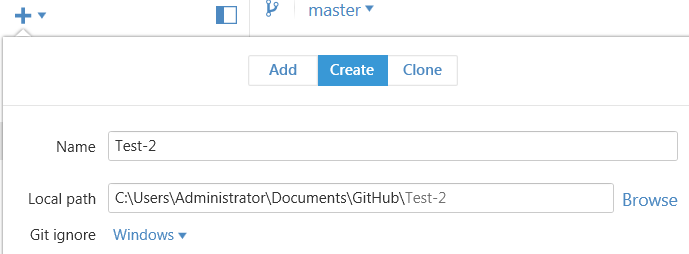 master
Add Create Clone
Name Test-2
Local path C:\Users\Administrator\Documents\GitHub\Test-2 Browse
Git ignore Windows